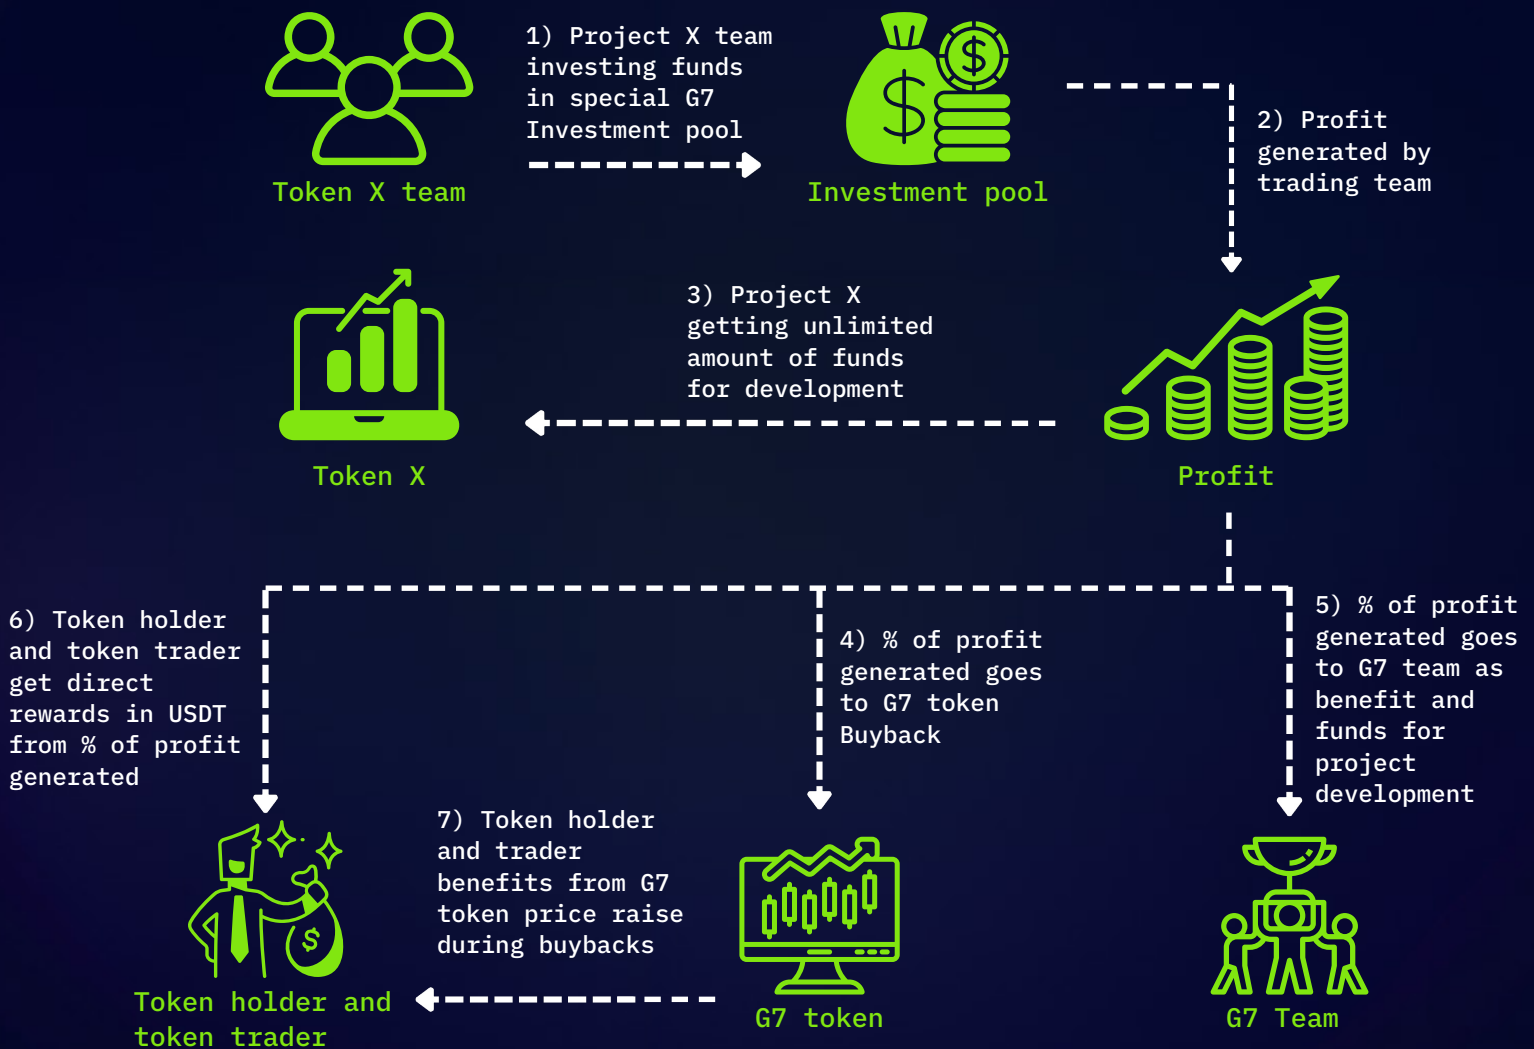 1) Project X team
investing funds
in special G7
Investment pool
Token X team
Investment pool
2) Profit
generated by
trading team
3) Project X
getting unlimited
amount of funds
for development
Token X
Profit
6) Token holder
and token trader
get direct
rewards in USDT
from % of profit
generated
4) % of profit
generated goes
to G7 token
Buyback
5) % of profit
generated goes
to G7 team as
benefit and
funds for
project
development
7) Token holder
and trader
benefits from G7
token price raise
during buybacks
Token holder and
token trader
G7 token
G7 Team